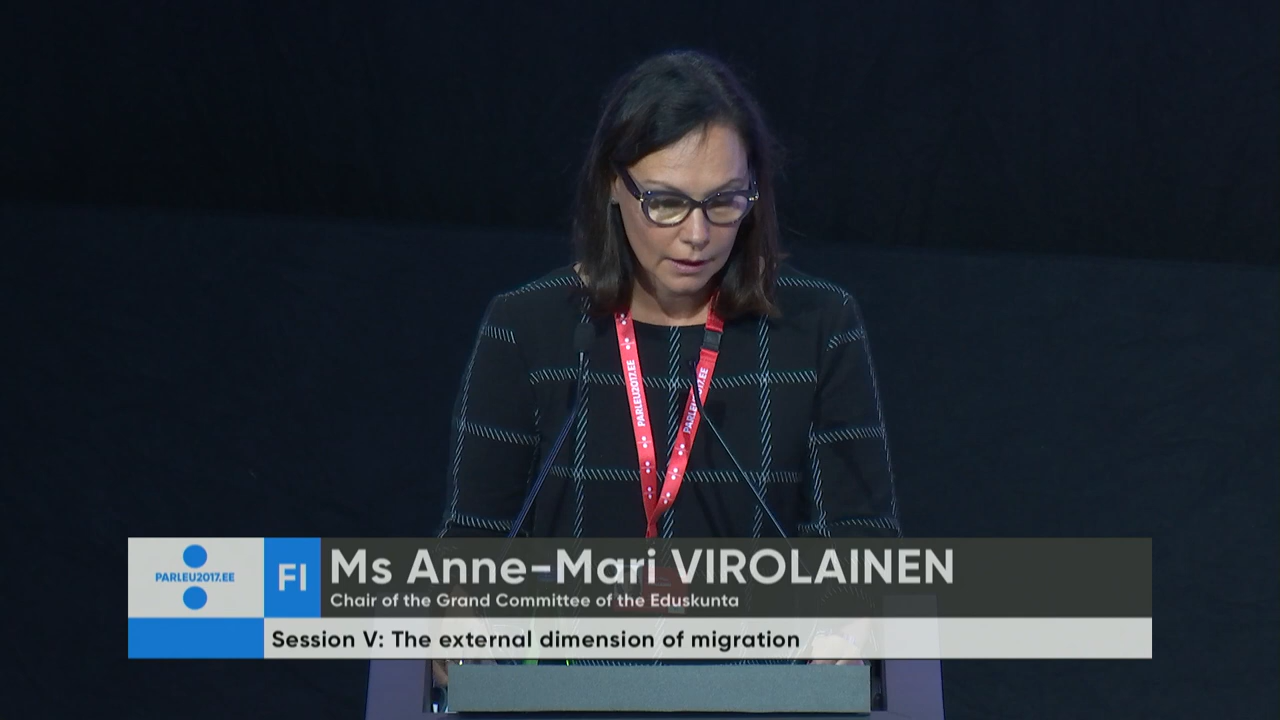 PARLEU2017.EE
PARLEU2017.EE
PARLEU2017.EE
FI
Ms Anne-Mari VIROLAINEN
Chair of the Grand Committee of the Eduskunta
Session V: The external dimension of migration